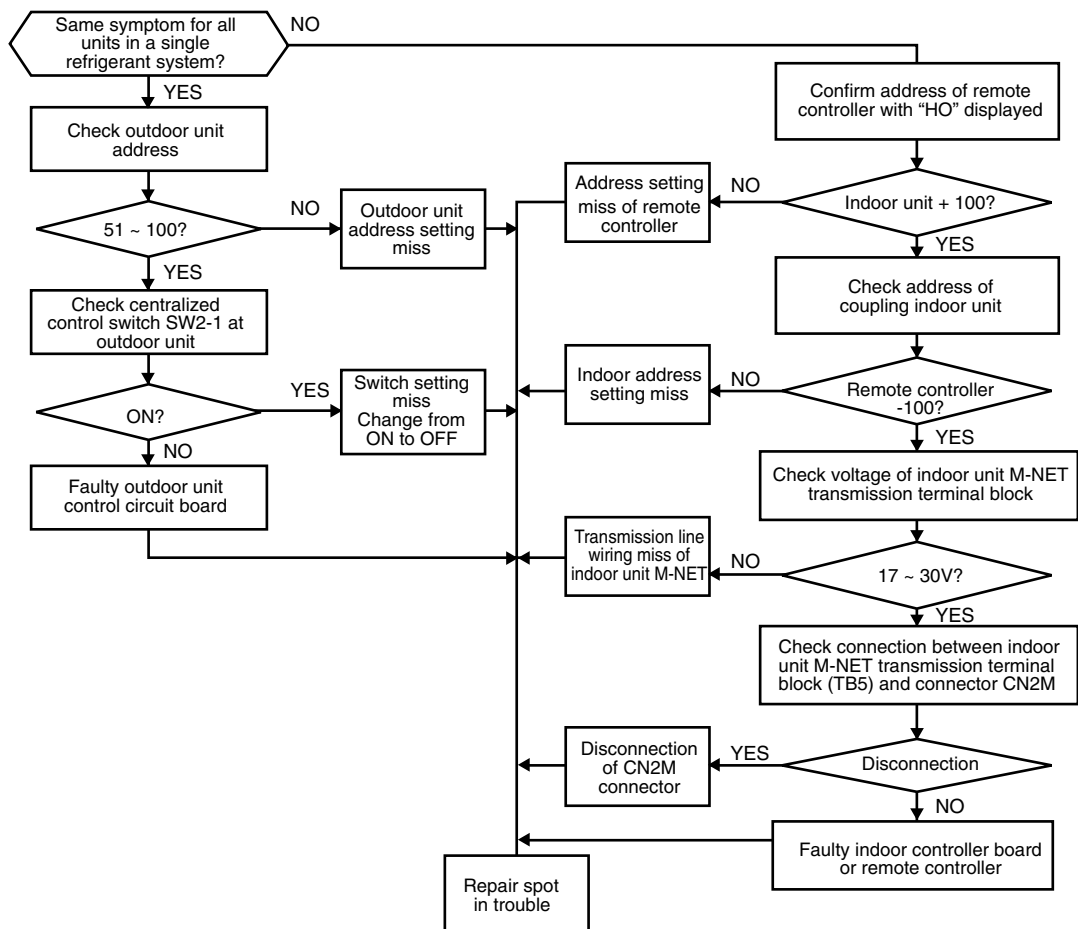 Same symptom for all
units in a single
refrigerant system?
NO
YES
Check outdoor unit
address
51 ~ 100?
NO
Outdoor unit
address setting
miss
YES
Check centralized
control switch SW2-1 at
outdoor unit
ON?
YES
Switch setting
miss
Change from
ON to OFF
NO
Faulty outdoor unit
control circuit board
Confirm address of remote
controller with “HO” displayed
Indoor unit + 100?
NO
Address setting
miss of remote
controller
YES
Check address of
coupling indoor unit
Remote controller
-100?
NO
Indoor address
setting miss
YES
Check voltage of indoor unit M-NET
transmission terminal block
17 ~ 30V?
NO
Transmission line
wiring miss of
indoor unit M-NET
YES
Check connection between indoor
unit M-NET transmission terminal
block (TB5) and connector CN2M
Disconnection
YES
Disconnection
of CN2M
connector
NO
Faulty indoor controller board
or remote controller
Repair spot
in trouble